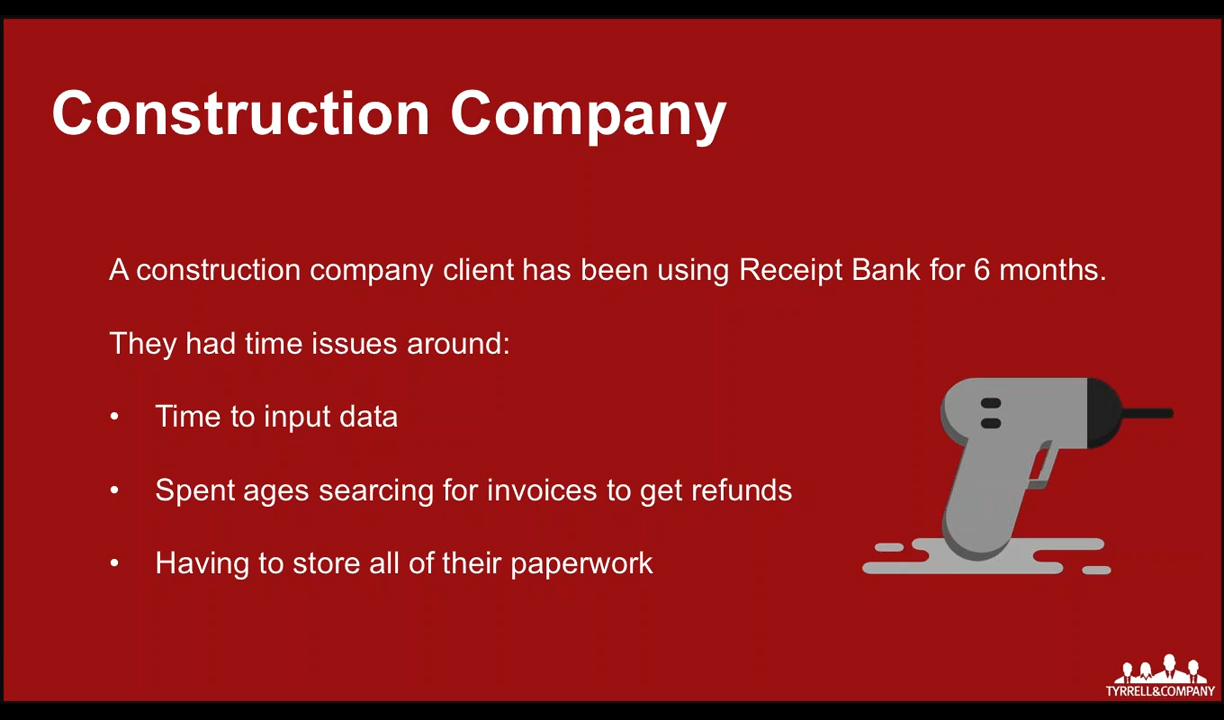 Construction Company
A construction company client has been using Receipt Bank for 6 months.
They had time issues around:
• Time to input data
• Spent ages searcing for invoices to get refunds
• Having to store all of their paperwork
TYRRELL&COMPANY